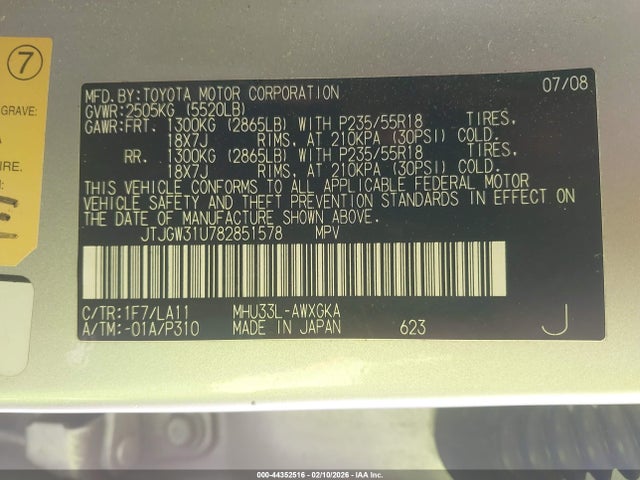 7
GRAVE:
MFD.BY:TOYOTA MOTOR CORPORATION 07/08
GVWR:2505KG (5520LB)
GAWR:FRT. 1300KG (2865LB) WITH P235/55R18 TIRES,
18X7J RIMS, AT 210KPA (30PSI) COLD.
RR. 1300KG (2865LB) WITH P235/55R18 TIRES,
18X7J RIMS, AT 210KPA (30PSI) COLD.
THIS VEHICLE CONFORMS TO ALL APPLICABLE FEDERAL MOTOR
VEHICLE SAFETY AND THEFT PREVENTION STANDARDS IN EFFECT ON
THE DATE OF MANUFACTURE SHOWN ABOVE.
JTJGW31U782851578 MPV
C/TR:1F7/LA11 MHU33L-AWXGKA
A/TM:-01A/P310 MADE IN JAPAN 623 J
000-44352516 - 02/10/2026 - IAA Inc.